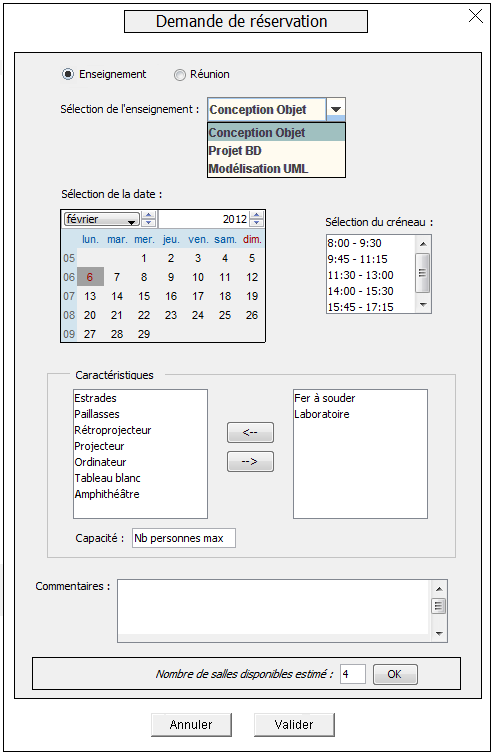 Demande de réservation
Enseignement Réunion
Sélection de l'enseignement : Conception Objet
Conception Objet
Projet BD
Modélisation UML
Sélection de la date :
février 2012
lun. mar. mer. jeu. ven. sam. dim.
05 1 2 3 4 5
06 6 7 8 9 10 11 12
07 13 14 15 16 17 18 19
08 20 21 22 23 24 25 26
09 27 28 29
Sélection du créneau :
8:00 - 9:30
9:45 - 11:15
11:30 - 13:00
14:00 - 15:30
15:45 - 17:15
Caractéristiques
Estrades
Paillasses
Rétroprojecteur
Projecteur
Ordinateur
Tableau blanc
Amphithéâtre
<--
-->
Fer à souder
Laboratoire
Capacité : Nb personnes max
Commentaires :
Nombre de salles disponibles estimé : 4 OK
Annuler Valider